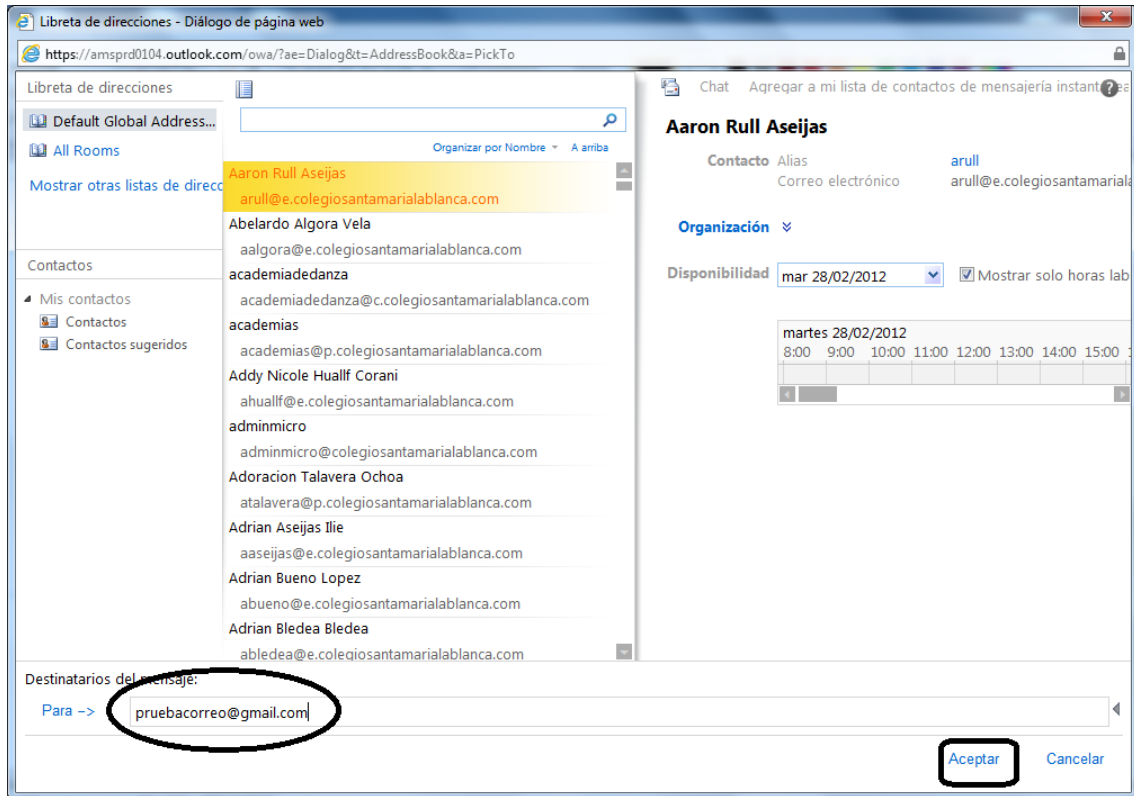 Libreta de direcciones - Diálogo de página web
https://amsprd0104.outlook.com/owa/?ae=Dialog&t=AddressBook&a=PickTo
Libreta de direcciones
Default Global Address...
All Rooms
Mostrar otras listas de direcc
Contactos
Mis contactos
Contactos
Contactos sugeridos
Organizar por Nombre A arriba
Aaron Rull Aseijas
arull@e.colegiosantamarialablanca.com
Abelardo Algora Vela
aalgora@e.colegiosantamarialablanca.com
academiadedanza
academiadedanza@c.colegiosantamarialablanca.com
academias
academias@p.colegiosantamarialablanca.com
Addy Nicole Huallf Corani
ahuallf@e.colegiosantamarialablanca.com
adminmicro
adminmicro@colegiosantamarialablanca.com
Adoracion Talavera Ochoa
atalavera@p.colegiosantamarialablanca.com
Adrian Aseijas Ilie
aaseijas@e.colegiosantamarialablanca.com
Adrian Bueno Lopez
abueno@e.colegiosantamarialablanca.com
Adrian Bledea Bledea
abledea@e.colegiosantamarialablanca.com
Chat Agregar a mi lista de contactos de mensajería instant
Aaron Rull Aseijas
Contacto Alias arull
Correo electrónico arull@e.colegiosantamariala
Organización
Disponibilidad mar 28/02/2012 Mostrar solo horas lab
martes 28/02/2012
8:00 9:00 10:00 11:00 12:00 13:00 14:00 15:00
Destinatarios del mensaje:
Para -> pruebacorreo@gmail.com
Aceptar Cancelar